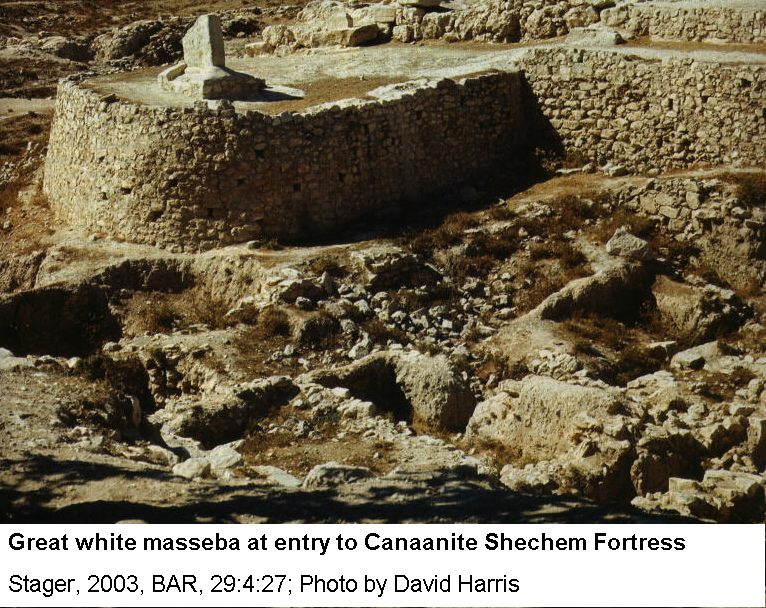 Great white masseba at entry to Canaanite Shechem Fortress
Stager, 2003, BAR, 29:4:27; Photo by David Harris